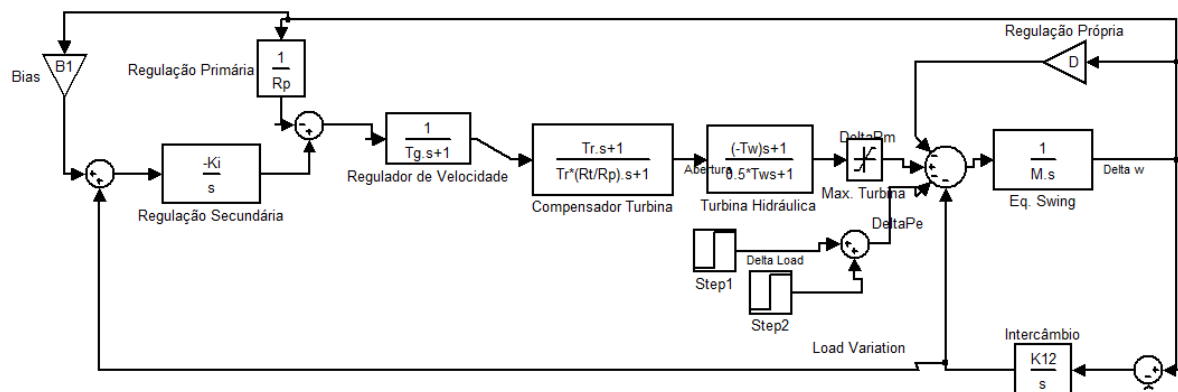 Regulação Própria
B1
Bias
Regulação Primária
1
Rp
D
-Ki
s
Regulação Secundária
1
Tg.s+1
Regulador de Velocidade
Tr.s+1
Tr*(Rt/Rp).s+1
Compensador Turbina
Abertura
(-Tw)s+1
0.5*Tws+1
Turbina Hidráulica
DeltaPm
Max. Turbina
DeltaPe
1
M.s
Eq. Swing
Delta w
Delta Load
Step1
Step2
Load Variation
Intercâmbio
K12
s